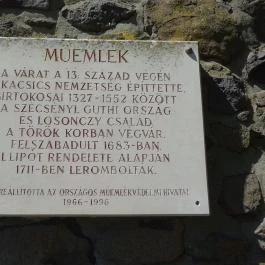 MUEMLÉK
A VÁRAT A 13. SZÁZAD VÉGÉN
KACSICS NEMZETSÉG ÉPÍTTETTE,
BIRTOKOSAI 1327-1552 KÖZÖTT
A SZÉCSÉNYI, GUTHI ORSZÁG
ÉS LOSONCZY CSALÁD.
A TÖRÖK KORBAN VÉGVÁR.
FELSZABADULT 1683-BAN,
I. LIPÓT RENDELETE ALAPJÁN
1711-BEN LEROMBOLTÁK.
HELYREÁLLÍTOTTA AZ ORSZÁGOS MŰEMLÉKVÉDELMI HIVATAL
1966-1996